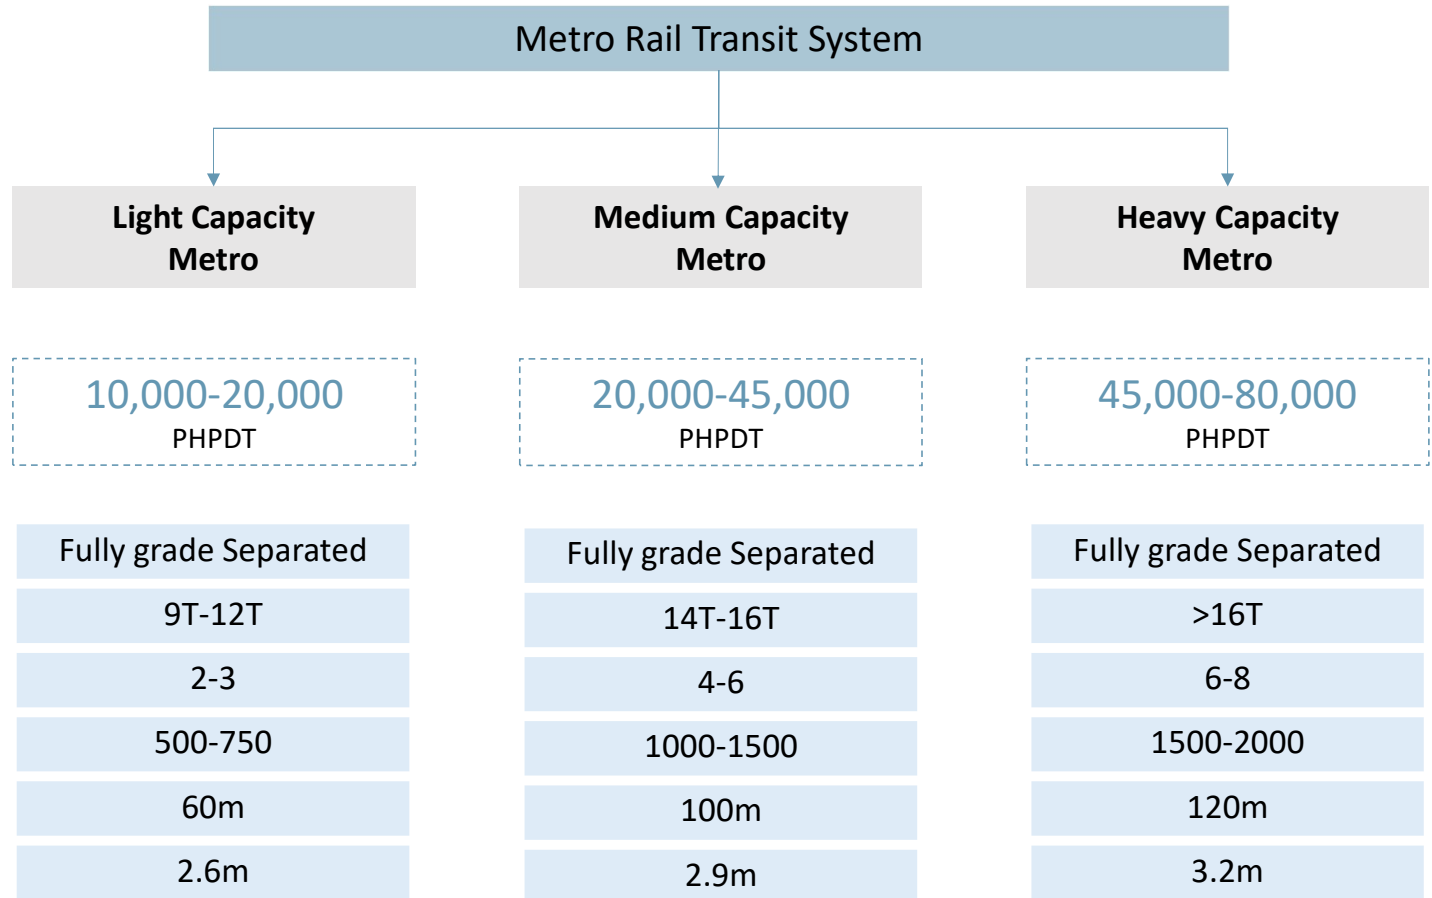 Metro Rail Transit System
Light Capacity
Metro
10,000-20,000
PHPDT
Fully grade Separated
9T-12T
2-3
500-750
60m
2.6m
Medium Capacity
Metro
20,000-45,000
PHPDT
Fully grade Separated
14T-16T
4-6
1000-1500
100m
2.9m
Heavy Capacity
Metro
45,000-80,000
PHPDT
Fully grade Separated
>16T
6-8
1500-2000
120m
3.2m